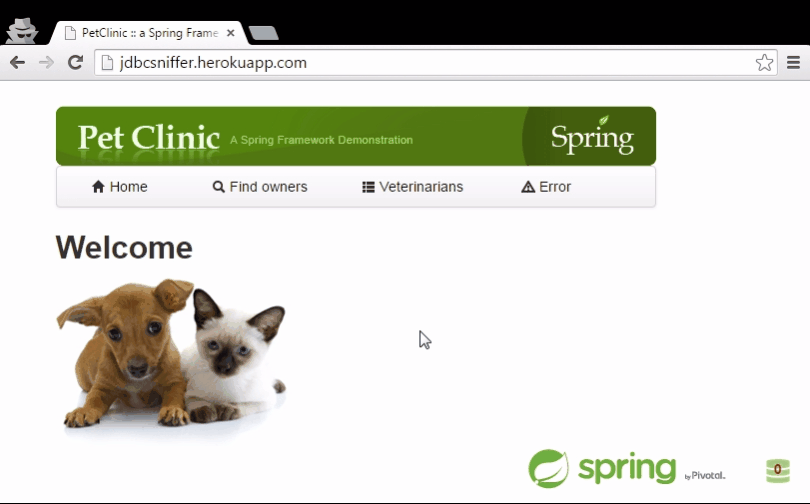 PetClinic :: a Spring Frame
jdbcsniffer.herokuapp.com
Pet Clinic A Spring Framework Demonstration Spring
Home Find owners Veterinarians Error
Welcome
spring by Pivotal™
0